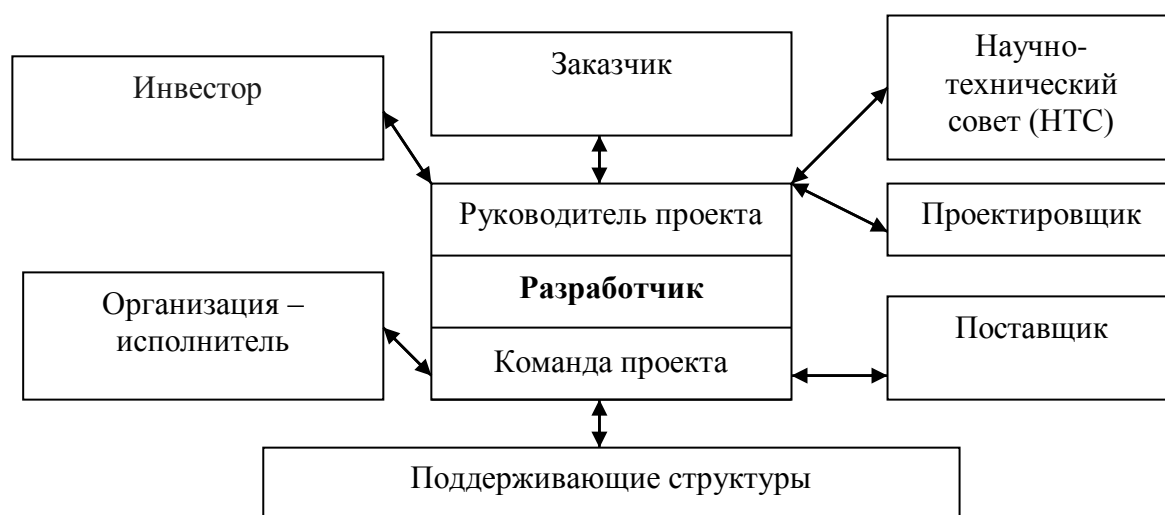 Инвестор
Заказчик
Научно-
технический
совет (НТС)
Руководитель проекта
Проектировщик
Разработчик
Организация –
исполнитель
Команда проекта
Поставщик
Поддерживающие структуры